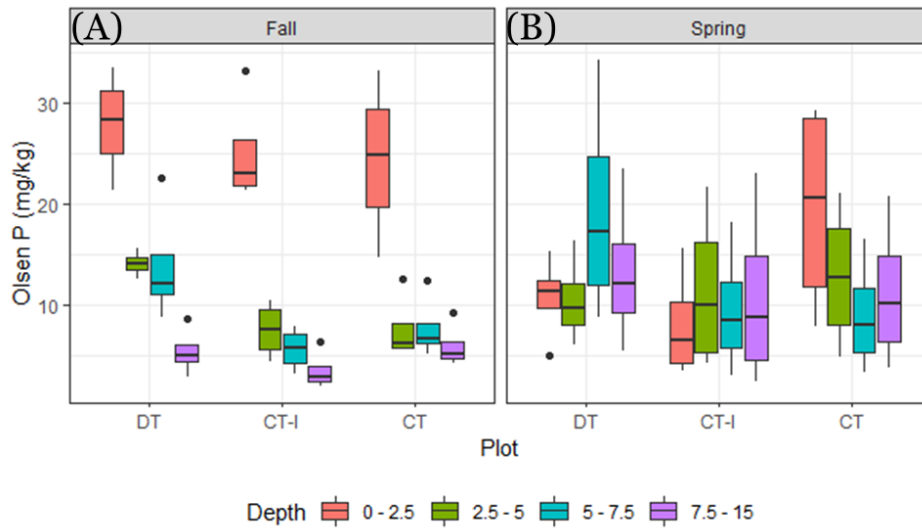 (A) Fall (B) Spring
Olsen P (mg/kg)
30
20
10
DT CT-I CT DT CT-I CT
Plot
Depth 0 - 2.5 2.5 - 5 5 - 7.5 7.5 - 15